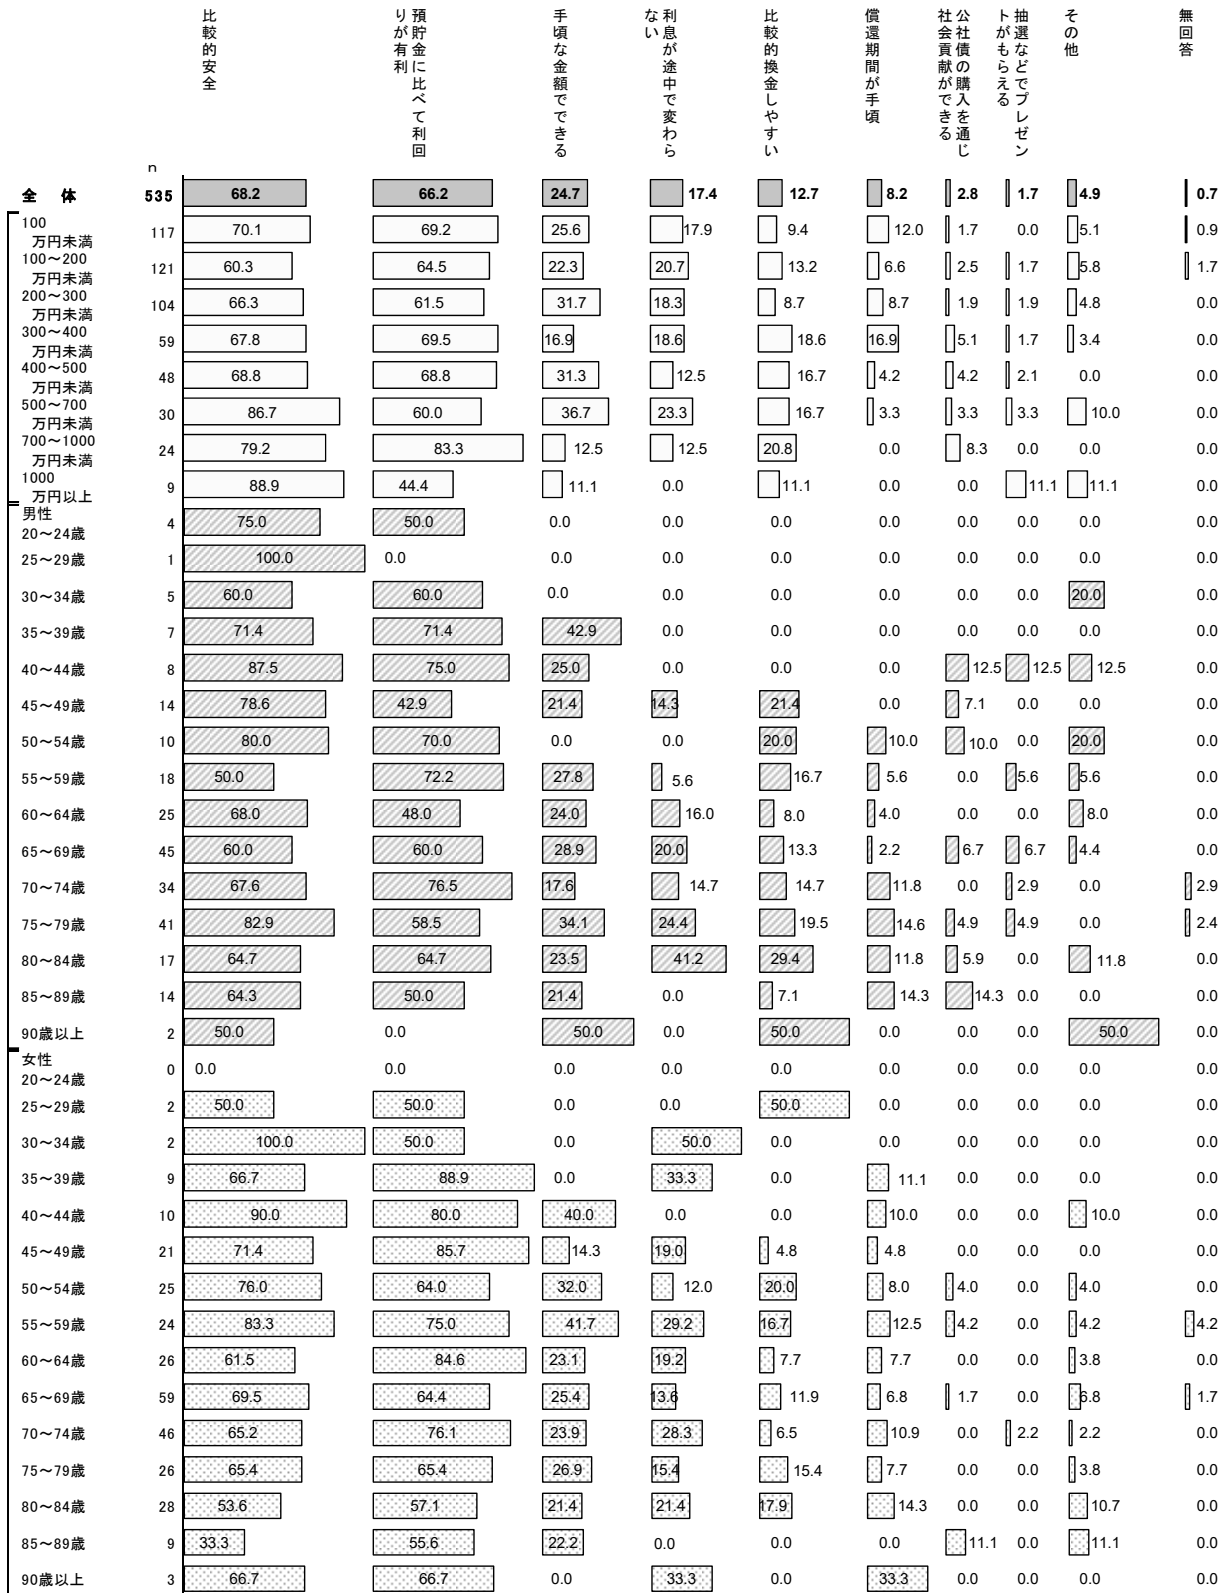 比較的安全
預貯金に比べて利回
りが有利
手頃な金額でできる
利息が途中で変わら
ない
比較的換金しやすい
償還期間が手頃
公社債の購入を通じ
社会貢献ができる
抽選などでプレゼン
トがもらえる
その他
無回答
n
全 体 535 68.2 66.2 24.7 17.4 12.7 8.2 2.8 1.7 4.9 0.7
100
万円未満 117 70.1 69.2 25.6 17.9 9.4 12.0 1.7 0.0 5.1 0.9
100～200
万円未満 121 60.3 64.5 22.3 20.7 13.2 6.6 2.5 1.7 5.8 1.7
200～300
万円未満 104 66.3 61.5 31.7 18.3 8.7 8.7 1.9 1.9 4.8 0.0
300～400
万円未満 59 67.8 69.5 16.9 18.6 18.6 16.9 5.1 1.7 3.4 0.0
400～500
万円未満 48 68.8 68.8 31.3 12.5 16.7 4.2 4.2 2.1 0.0 0.0
500～700
万円未満 30 86.7 60.0 36.7 23.3 16.7 3.3 3.3 3.3 10.0 0.0
700～1000
万円未満 24 79.2 83.3 12.5 12.5 20.8 0.0 8.3 0.0 0.0 0.0
1000
万円以上 9 88.9 44.4 11.1 0.0 11.1 0.0 0.0 11.1 11.1 0.0
男性
20～24歳 4 75.0 50.0 0.0 0.0 0.0 0.0 0.0 0.0 0.0 0.0
25～29歳 1 100.0 0.0 0.0 0.0 0.0 0.0 0.0 0.0 0.0 0.0
30～34歳 5 60.0 60.0 0.0 0.0 0.0 0.0 0.0 0.0 20.0 0.0
35～39歳 7 71.4 71.4 42.9 0.0 0.0 0.0 0.0 0.0 0.0 0.0
40～44歳 8 87.5 75.0 25.0 0.0 0.0 0.0 12.5 12.5 12.5 0.0
45～49歳 14 78.6 42.9 21.4 14.3 21.4 0.0 7.1 0.0 0.0 0.0
50～54歳 10 80.0 70.0 0.0 0.0 20.0 10.0 10.0 0.0 20.0 0.0
55～59歳 18 50.0 72.2 27.8 5.6 16.7 5.6 0.0 5.6 5.6 0.0
60～64歳 25 68.0 48.0 24.0 16.0 8.0 4.0 0.0 0.0 8.0 0.0
65～69歳 45 60.0 60.0 28.9 20.0 13.3 2.2 6.7 6.7 4.4 0.0
70～74歳 34 67.6 76.5 17.6 14.7 14.7 11.8 0.0 2.9 0.0 2.9
75～79歳 41 82.9 58.5 34.1 24.4 19.5 14.6 4.9 4.9 0.0 2.4
80～84歳 17 64.7 64.7 23.5 41.2 29.4 11.8 5.9 0.0 11.8 0.0
85～89歳 14 64.3 50.0 21.4 0.0 7.1 14.3 14.3 0.0 0.0 0.0
90歳以上 2 50.0 0.0 50.0 0.0 50.0 0.0 0.0 0.0 50.0 0.0
女性
20～24歳 0 0.0 0.0 0.0 0.0 0.0 0.0 0.0 0.0 0.0 0.0
25～29歳 2 50.0 50.0 0.0 0.0 50.0 0.0 0.0 0.0 0.0 0.0
30～34歳 2 100.0 50.0 0.0 50.0 0.0 0.0 0.0 0.0 0.0 0.0
35～39歳 9 66.7 88.9 0.0 33.3 0.0 11.1 0.0 0.0 0.0 0.0
40～44歳 10 90.0 80.0 40.0 0.0 0.0 10.0 0.0 0.0 10.0 0.0
45～49歳 21 71.4 85.7 14.3 19.0 4.8 4.8 0.0 0.0 0.0 0.0
50～54歳 25 76.0 64.0 32.0 12.0 20.0 8.0 4.0 0.0 4.0 0.0
55～59歳 24 83.3 75.0 41.7 29.2 16.7 12.5 4.2 0.0 4.2 4.2
60～64歳 26 61.5 84.6 23.1 19.2 7.7 7.7 0.0 0.0 3.8 0.0
65～69歳 59 69.5 64.4 25.4 13.6 11.9 6.8 1.7 0.0 6.8 1.7
70～74歳 46 65.2 76.1 23.9 28.3 6.5 10.9 0.0 2.2 2.2 0.0
75～79歳 26 65.4 65.4 26.9 15.4 15.4 7.7 0.0 0.0 3.8 0.0
80～84歳 28 53.6 57.1 21.4 21.4 17.9 14.3 0.0 0.0 10.7 0.0
85～89歳 9 33.3 55.6 22.2 0.0 0.0 0.0 11.1 0.0 11.1 0.0
90歳以上 3 66.7 66.7 0.0 33.3 0.0 33.3 0.0 0.0 0.0 0.0